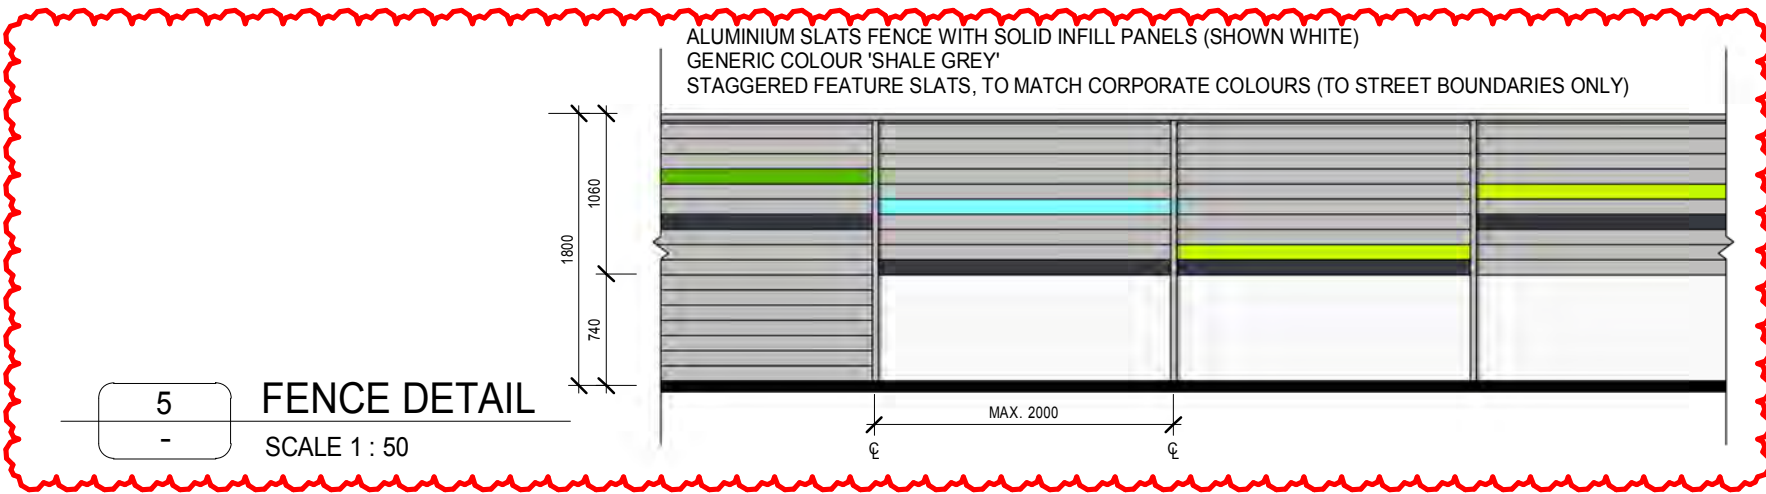 ALUMINIUM SLATS FENCE WITH SOLID INFILL PANELS (SHOWN WHITE)
GENERIC COLOUR 'SHALE GREY'
STAGGERED FEATURE SLATS, TO MATCH CORPORATE COLOURS (TO STREET BOUNDARIES ONLY)
1060
1800
740
5
-
FENCE DETAIL
SCALE 1 : 50
MAX. 2000
℄ ℄